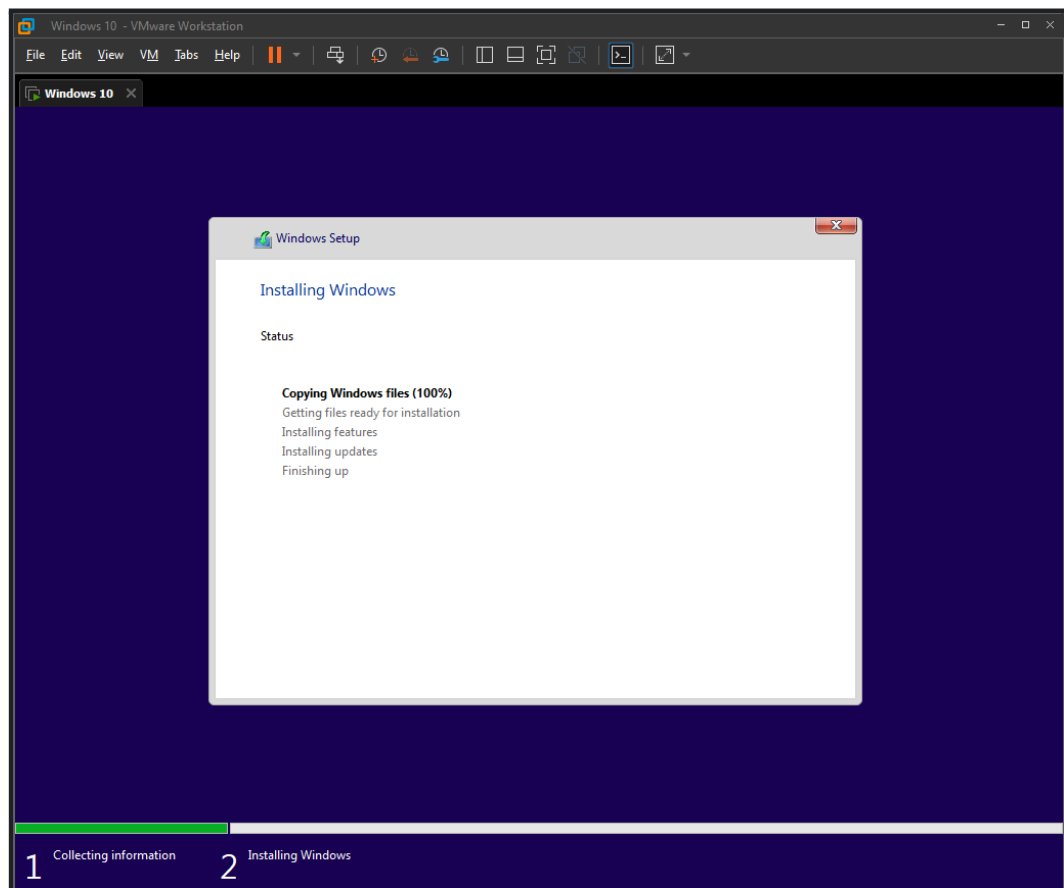 Windows 10 - VMware Workstation
File Edit View VM Tabs Help
Windows 10
Windows Setup
Installing Windows
Status
Copying Windows files (100%)
Getting files ready for installation
Installing features
Installing updates
Finishing up
1 Collecting information 2 Installing Windows